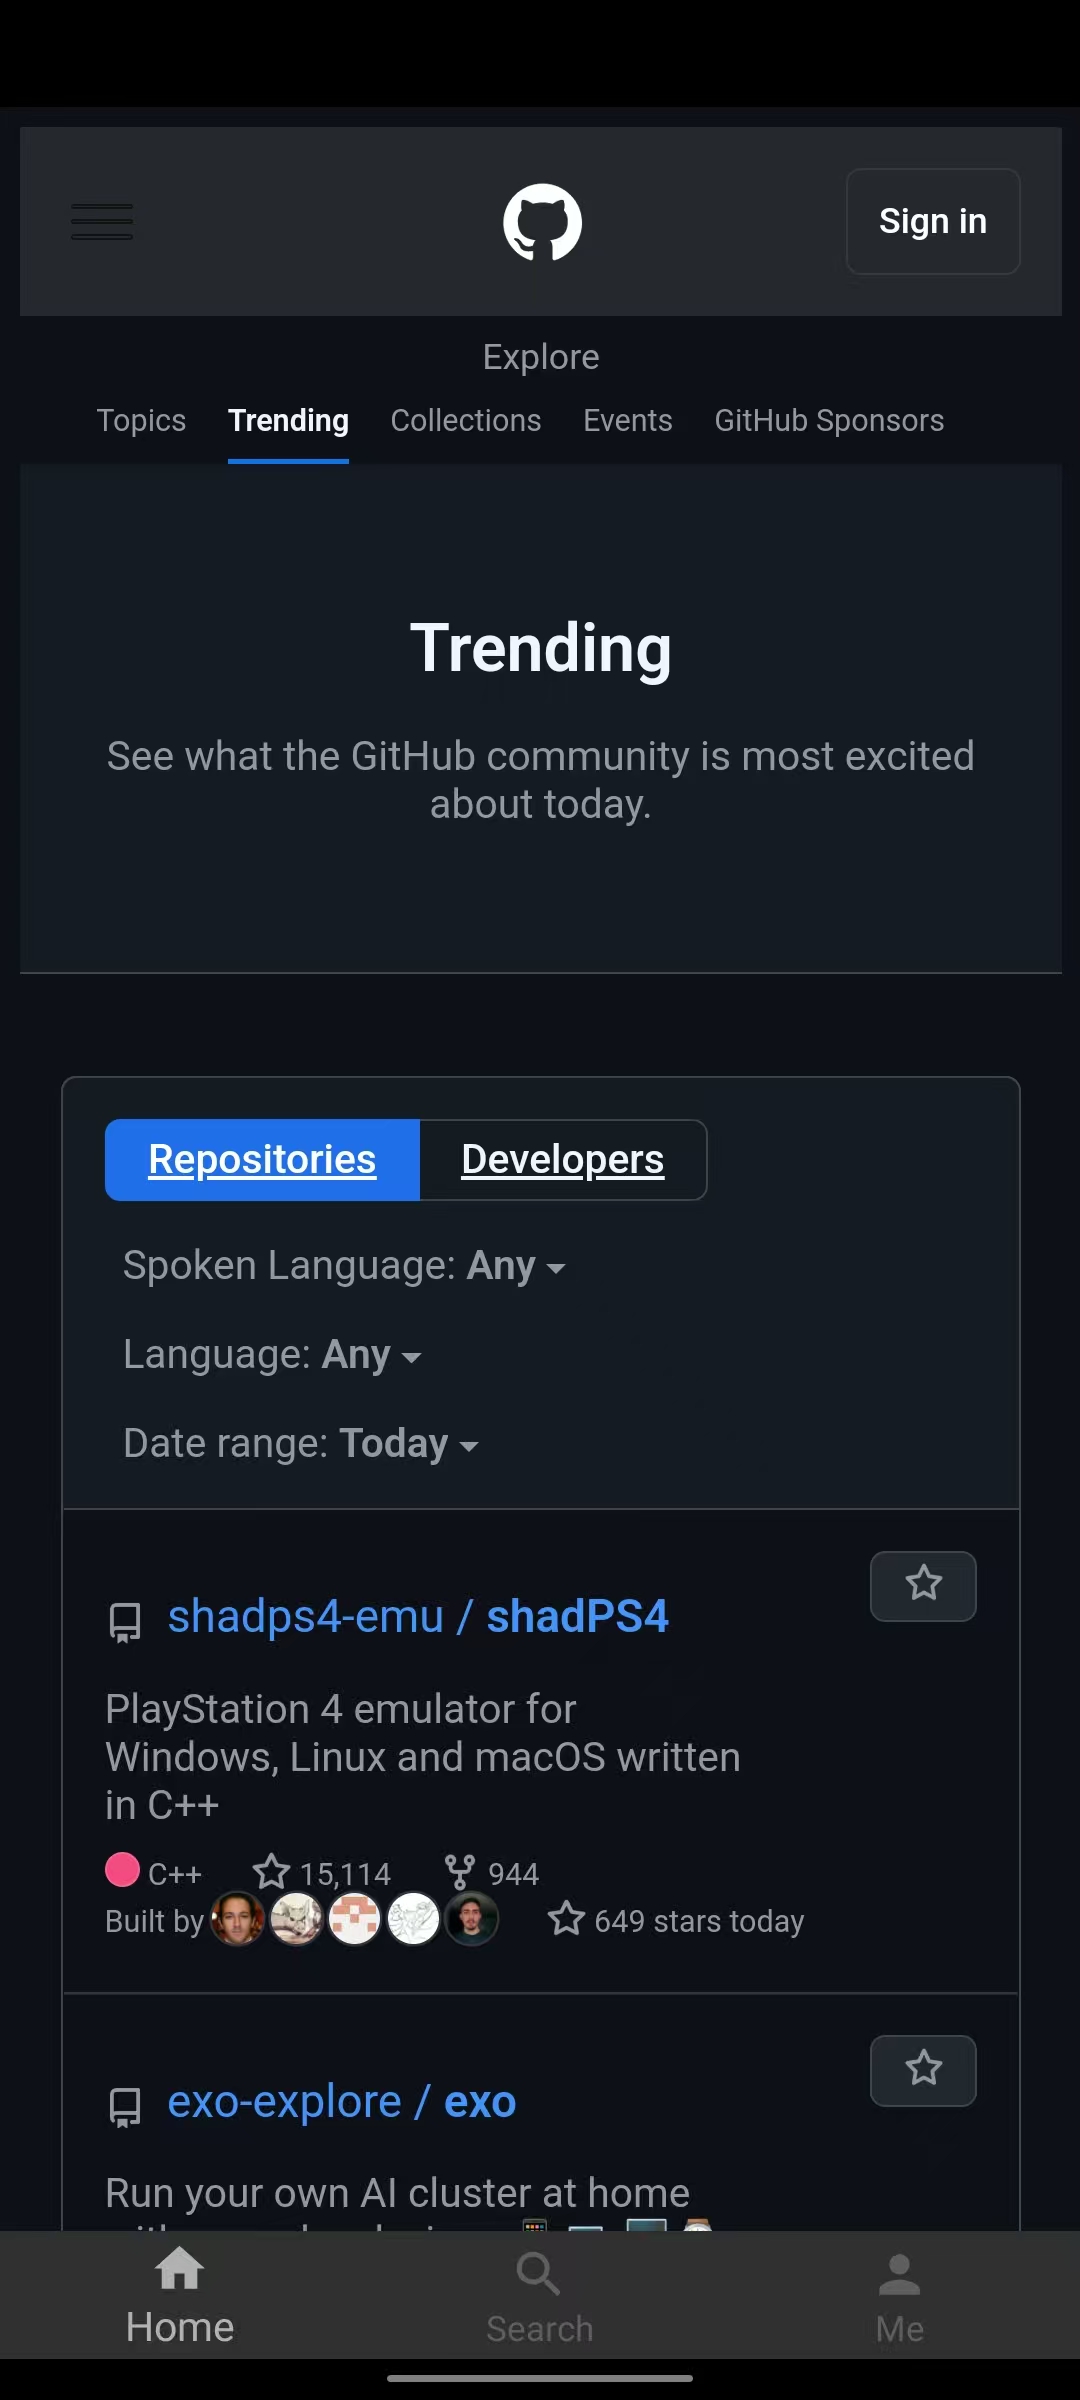 Sign in
Explore
Topics Trending Collections Events GitHub Sponsors
Trending
See what the GitHub community is most excited
about today.
Repositories Developers
Spoken Language: Any
Language: Any
Date range: Today
shadps4-emu / shadPS4
PlayStation 4 emulator for
Windows, Linux and macOS written
in C++
C++ 15,114 944
Built by 649 stars today
exo-explore / exo
Run your own AI cluster at home
Home Search Me